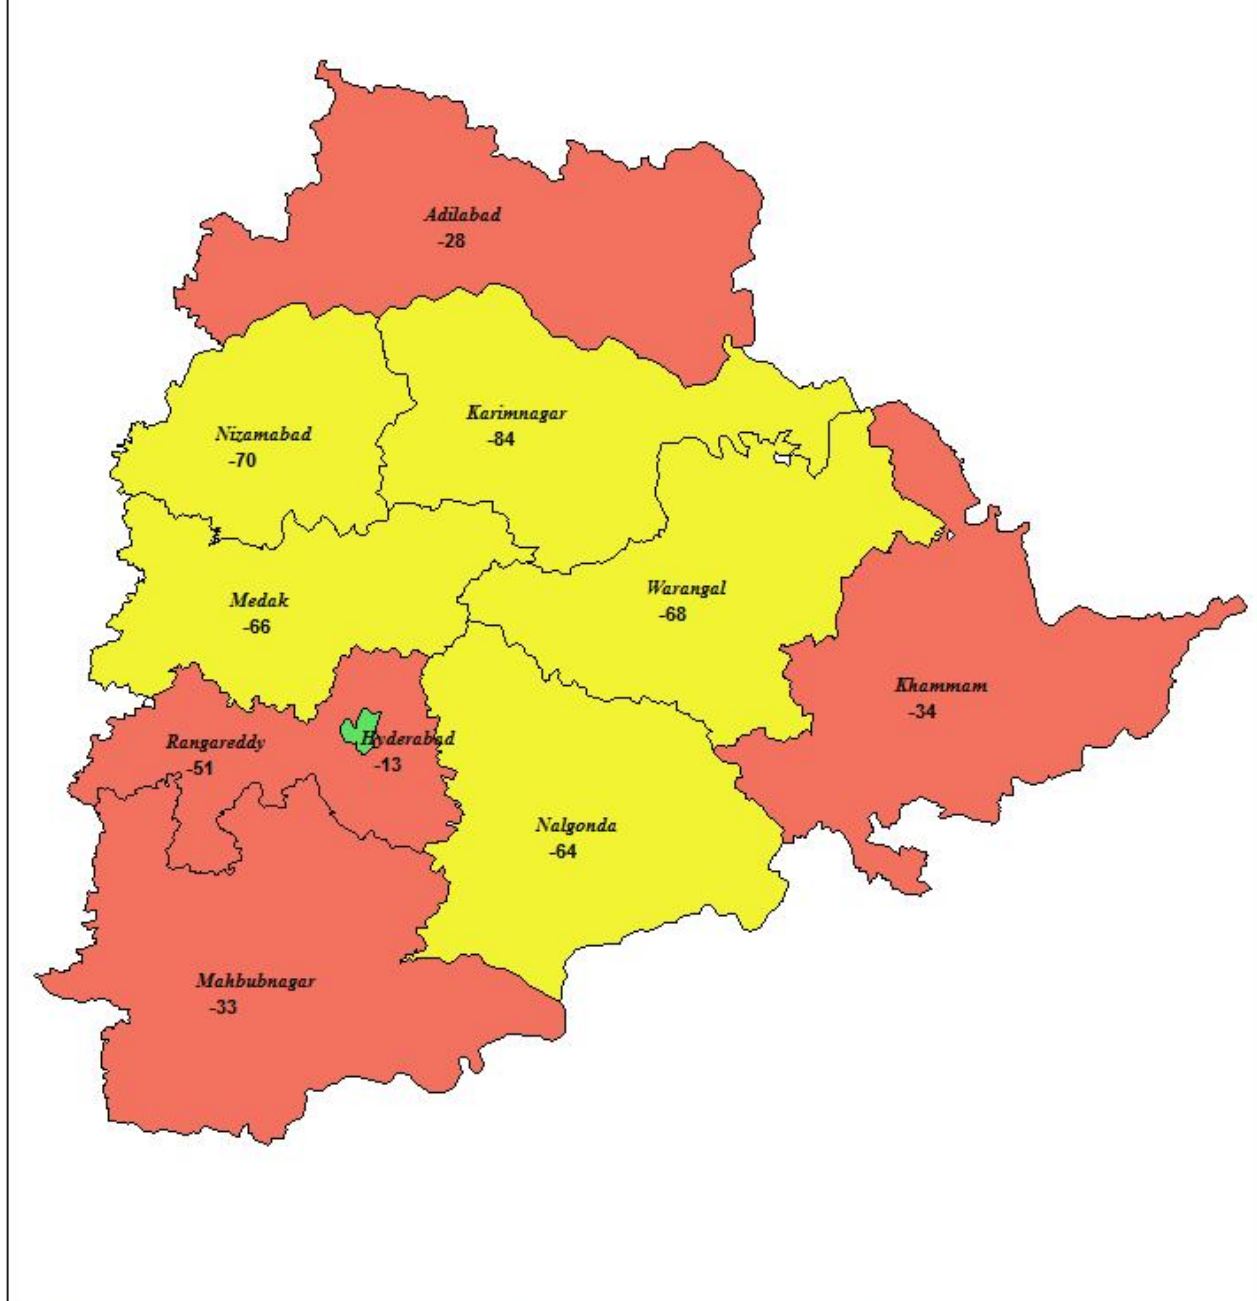 Adilabad
-28
Karimnagar
-84
Nizamabad
-70
Warangal
-68
Medak
-66
Khammam
-34
Rangareddy
-51
Hyderabad
-13
Nalgonda
-64
Mahbubnagar
-33